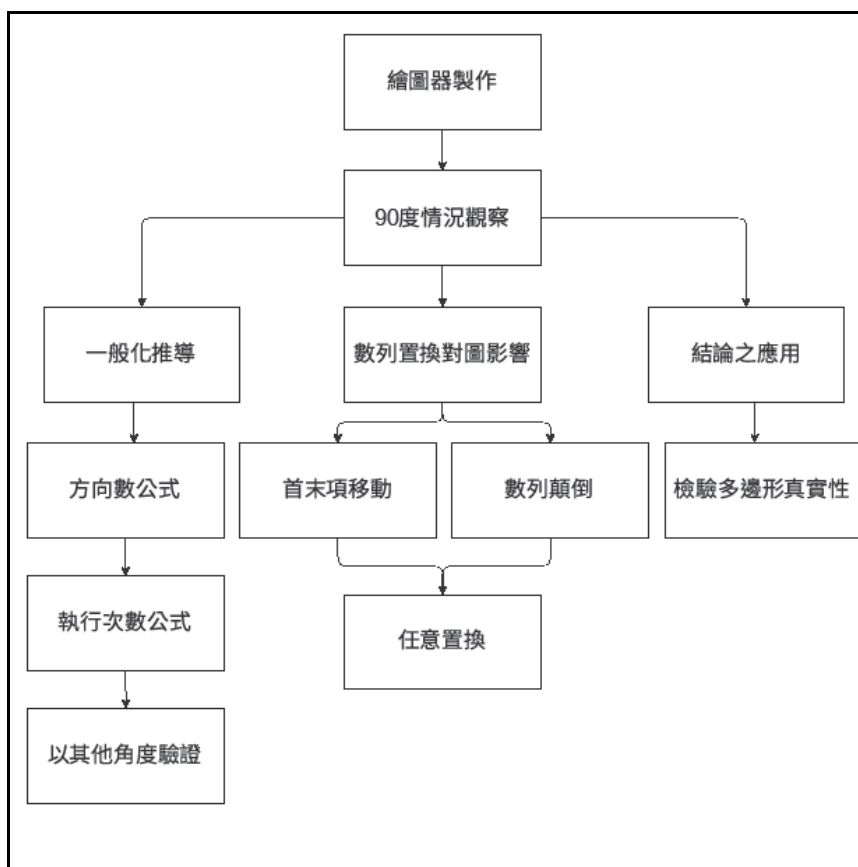 繪圖器製作
90度情況觀察
一般化推導
數列置換對圖影響
結論之應用
方向數公式
首末項移動
數列顛倒
檢驗多邊形真實性
執行次數公式
任意置換
以其他角度驗證